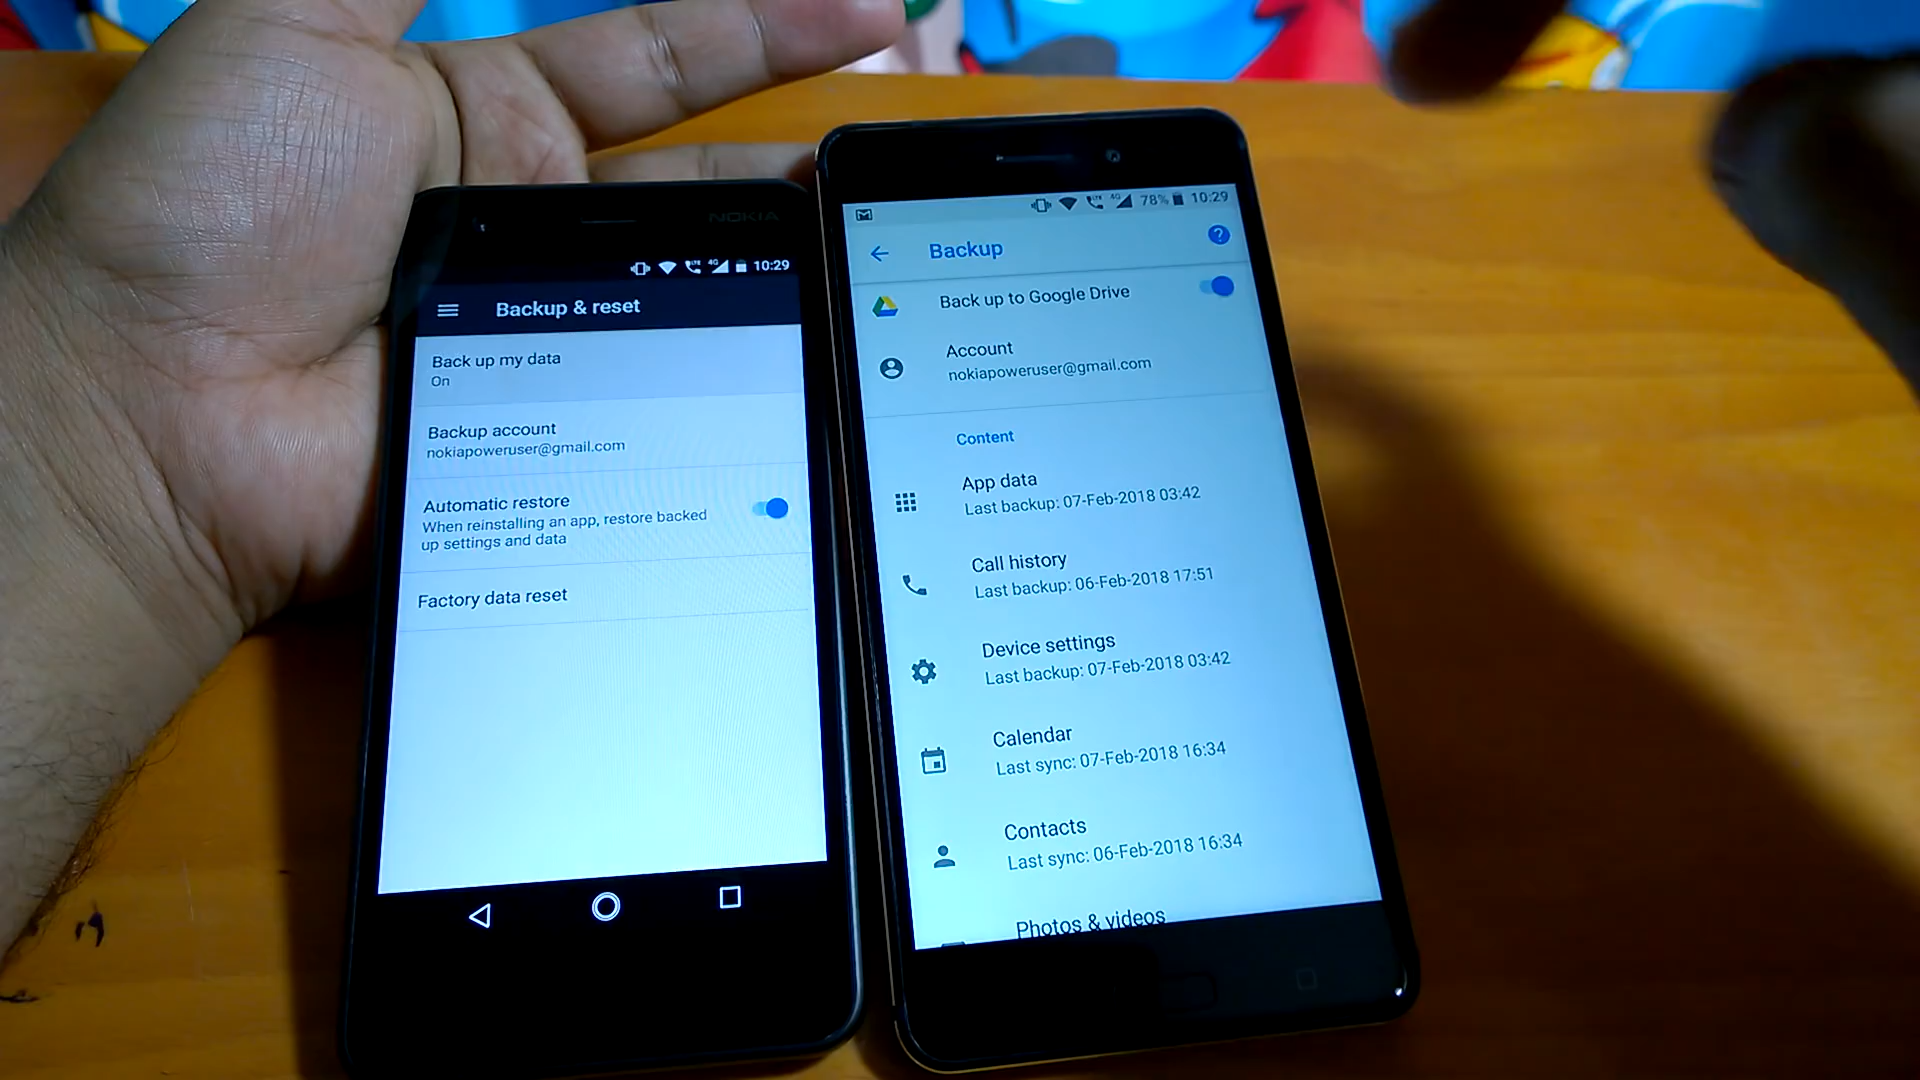 NOKIA
4G 10:29
Backup & reset
Back up my data
On
Backup account
nokiapoweruser@gmail.com
Automatic restore
When reinstalling an app, restore backed
up settings and data
Factory data reset
LTE 4G 78% 10:29
Backup
?
Back up to Google Drive
Account
nokiapoweruser@gmail.com
Content
App data
Last backup: 07-Feb-2018 03:42
Call history
Last backup: 06-Feb-2018 17:51
Device settings
Last backup: 07-Feb-2018 03:42
Calendar
Last sync: 07-Feb-2018 16:34
Contacts
Last sync: 06-Feb-2018 16:34
Photos & videos